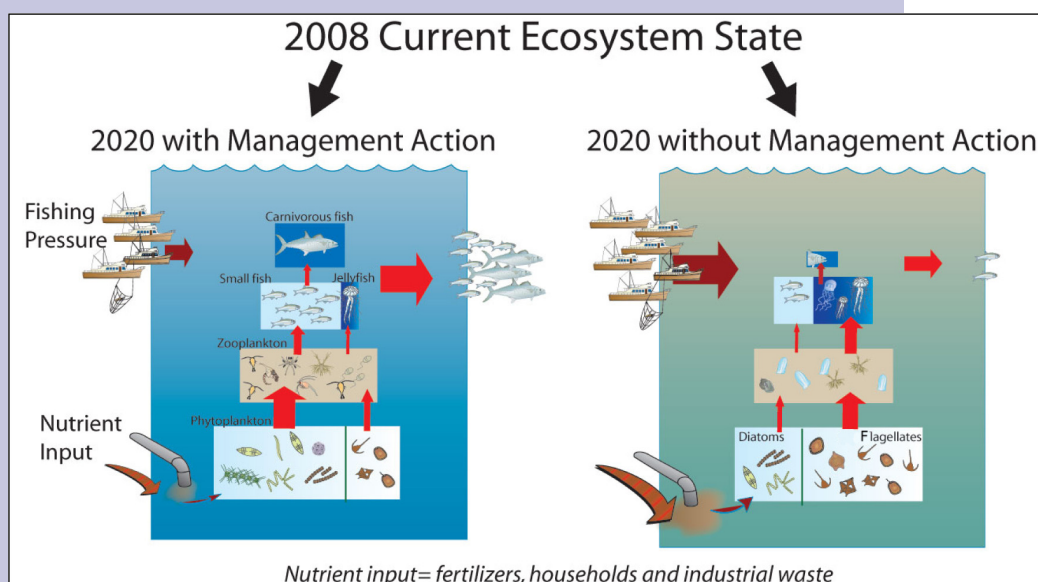 2008 Current Ecosystem State
2020 with Management Action
2020 without Management Action
Fishing
Pressure
Carnivorous fish
Small fish
Jellyfish
Zooplankton
Phytoplankton
Nutrient
Input
Diatoms
Flagellates
Nutrient input= fertilizers, households and industrial waste